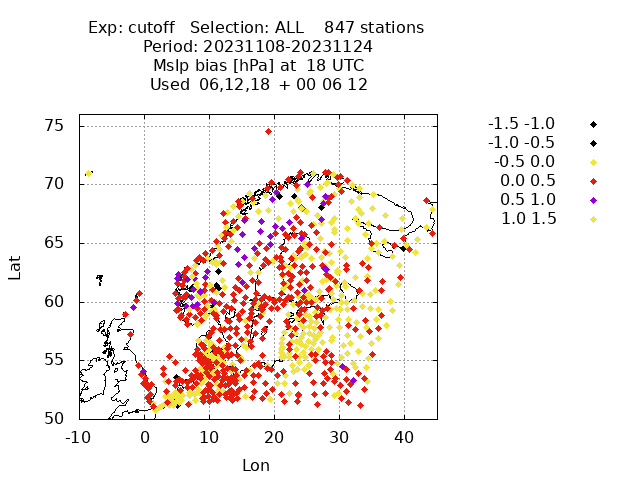 Exp: cutoff Selection: ALL 847 stations
Period: 20231108-20231124
Mslp bias [hPa] at 18 UTC
Used 06,12,18 + 00 06 12
75
70
65
60
55
50
-10 0 10 20 30 40
Lat
Lon
-1.5 -1.0
-1.0 -0.5
-0.5 0.0
0.0 0.5
0.5 1.0
1.0 1.5